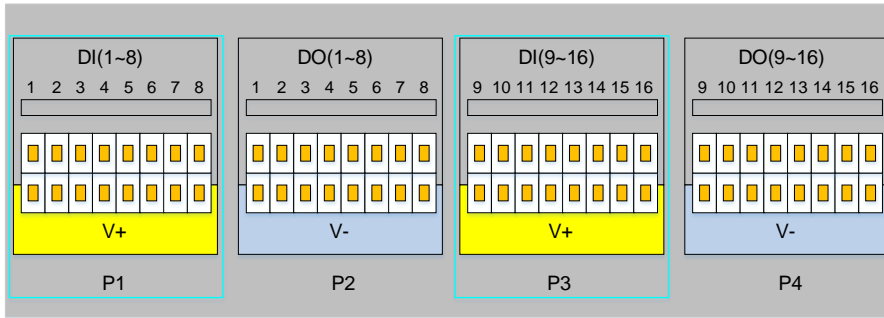 DI(1~8) DO(1~8) DI(9~16) DO(9~16)
1 2 3 4 5 6 7 8 1 2 3 4 5 6 7 8 9 10 11 12 13 14 15 16 9 10 11 12 13 14 15 16
V+ V- V+ V-
P1 P2 P3 P4